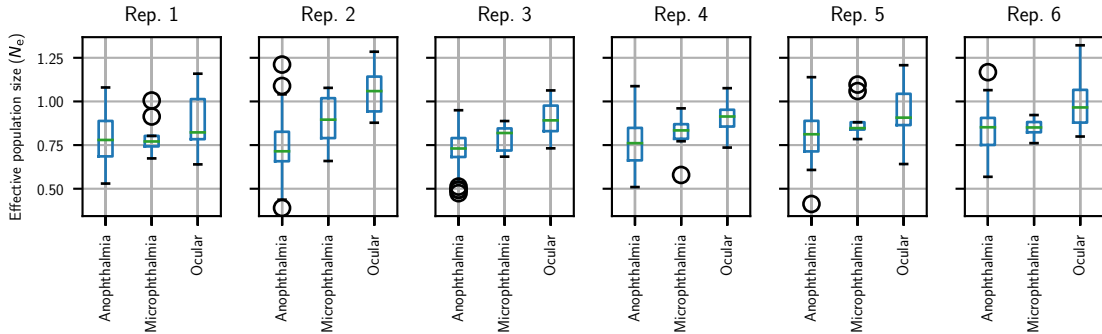 Rep. 1 Rep. 2 Rep. 3 Rep. 4 Rep. 5 Rep. 6
Effective population size (Ne)
1.25
1.00
0.75
0.50
Anophthalmia Microphthalmia Ocular Anophthalmia Microphthalmia Ocular Anophthalmia Microphthalmia Ocular Anophthalmia Microphthalmia Ocular Anophthalmia Microphthalmia Ocular Anophthalmia Microphthalmia Ocular